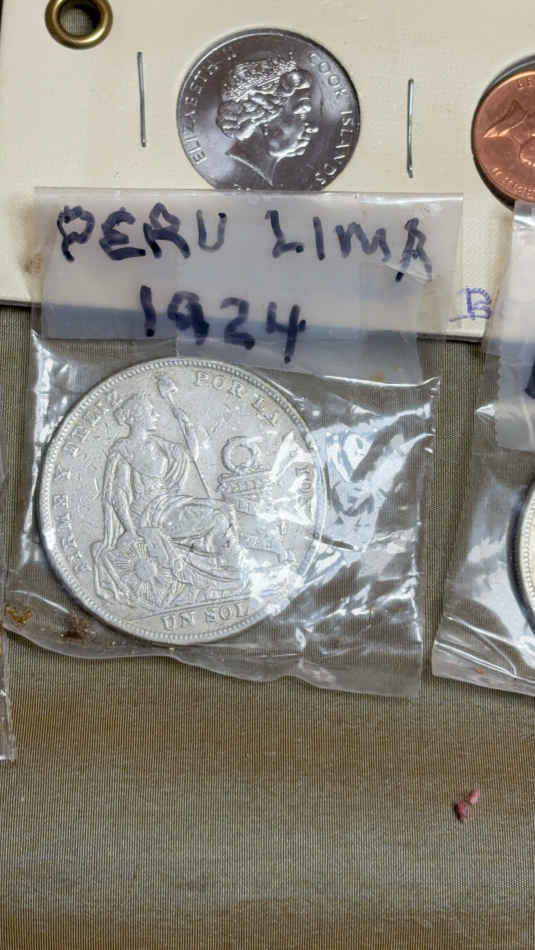 ELIZABETH II COOK ISLANDS
PERU LIMA
1924
FIRME Y FELIZ POR LA UNION
UN SOL